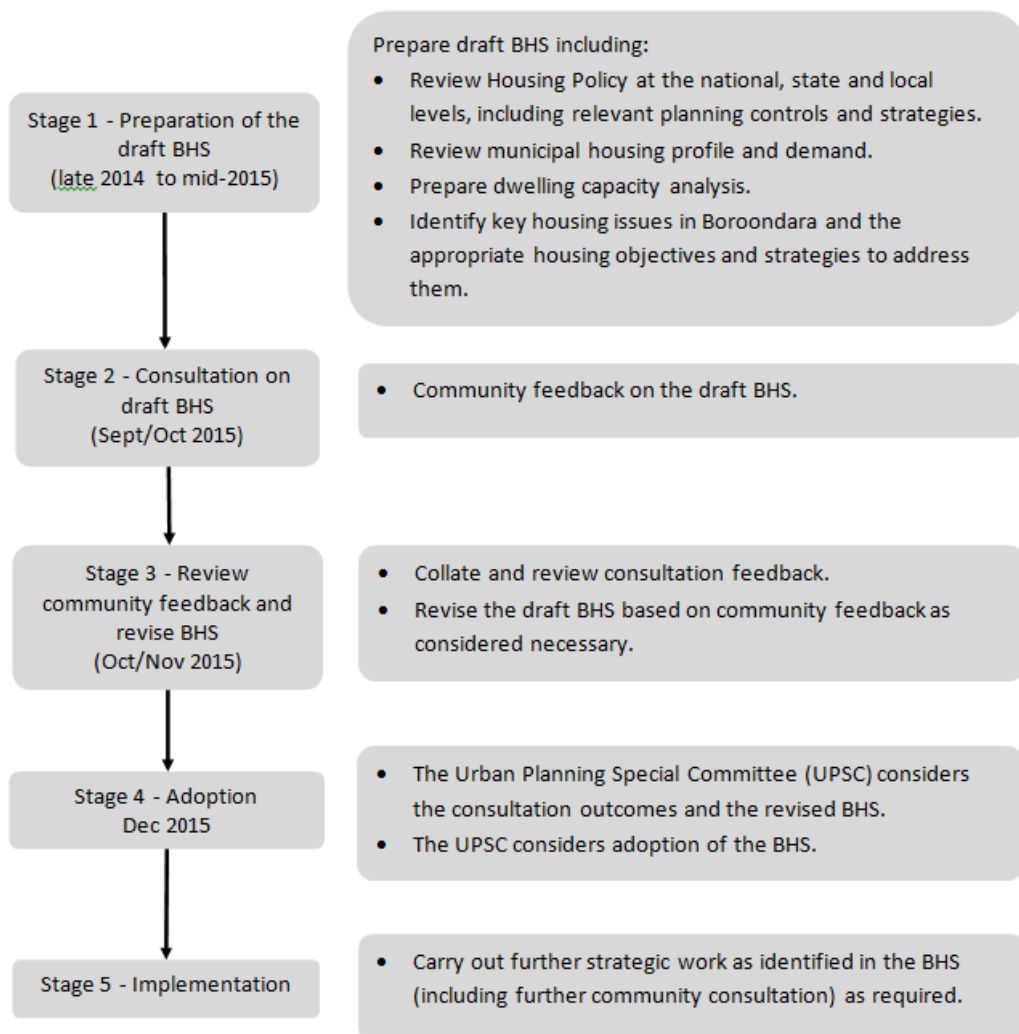 Stage 1 - Preparation of the
draft BHS
(late 2014 to mid-2015)
Prepare draft BHS including:
• Review Housing Policy at the national, state and local
levels, including relevant planning controls and strategies.
• Review municipal housing profile and demand.
• Prepare dwelling capacity analysis.
• Identify key housing issues in Boroondara and the
appropriate housing objectives and strategies to address
them.
Stage 2 - Consultation on
draft BHS
(Sept/Oct 2015)
• Community feedback on the draft BHS.
Stage 3 - Review
community feedback and
revise BHS
(Oct/Nov 2015)
• Collate and review consultation feedback.
• Revise the draft BHS based on community feedback as
considered necessary.
Stage 4 - Adoption
Dec 2015
• The Urban Planning Special Committee (UPSC) considers
the consultation outcomes and the revised BHS.
• The UPSC considers adoption of the BHS.
Stage 5 - Implementation
• Carry out further strategic work as identified in the BHS
(including further community consultation) as required.